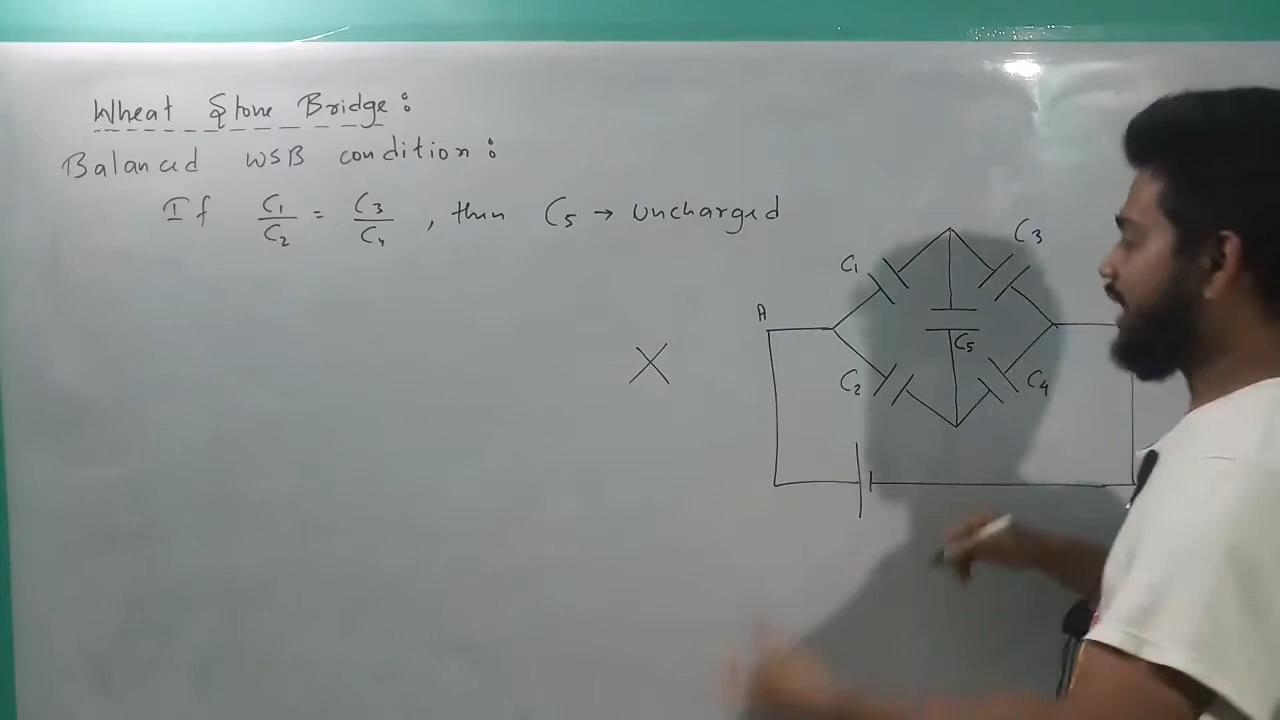 Wheat Stone Bridge:
Balanced WSB condition:
If C1/C2 = C3/C4, then C5 → uncharged
C3
C1
A
C5
C2
C4